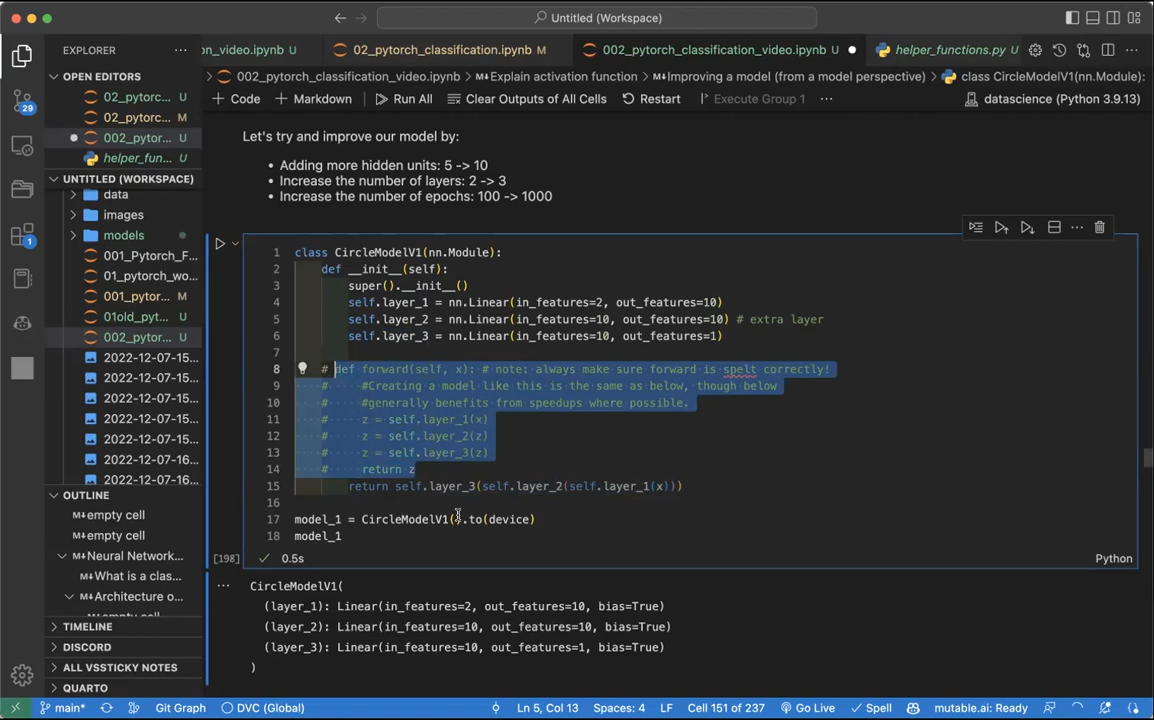 Untitled (Workspace)
EXPLORER
on_video.ipynb U
02_pytorch_classification.ipynb M
002_pytorch_classification_video.ipynb U
helper_functions.py U
OPEN EDITORS
002_pytorch_classification_video.ipynb > M↓Explain activation function > M↓Improving a model (from a model perspective) > class CircleModelV1(nn.Module):
02_pytorc... U
+ Code + Markdown Run All Clear Outputs of All Cells Restart Execute Group 1 ... datascience (Python 3.9.13)
02_pytorc... M
002_pytor... U
helper_fun... U
29
1
UNTITLED (WORKSPACE)
data
images
models
001_Pytorch_F...
01_pytorch_wo...
001_pytor... M
01old_pyt... U
002_pytor... U
2022-12-07-15...
2022-12-07-15...
2022-12-07-15...
2022-12-07-15...
2022-12-07-15...
2022-12-07-15...
2022-12-07-15...
2022-12-07-16...
OUTLINE
M↓empty cell
M↓empty cell
M↓Neural Network...
M↓What is a clas...
M↓Architecture o...
M↓empty cell
TIMELINE
DISCORD
ALL VSSTICKY NOTES
QUARTO
Let's try and improve our model by:
• Adding more hidden units: 5 -> 10
• Increase the number of layers: 2 -> 3
• Increase the number of epochs: 100 -> 1000
1 class CircleModelV1(nn.Module):
2 def __init__(self):
3 super().__init__()
4 self.layer_1 = nn.Linear(in_features=2, out_features=10)
5 self.layer_2 = nn.Linear(in_features=10, out_features=10) # extra layer
6 self.layer_3 = nn.Linear(in_features=10, out_features=1)
7
8 # def forward(self, x): # note: always make sure forward is spelt correctly!
9 # #Creating a model like this is the same as below, though below
10 # #generally benefits from speedups where possible.
11 # z = self.layer_1(x)
12 # z = self.layer_2(z)
13 # z = self.layer_3(z)
14 # return z
15 return self.layer_3(self.layer_2(self.layer_1(x)))
16
17 model_1 = CircleModelV1().to(device)
18 model_1
[198] 0.5s Python
CircleModelV1(
(layer_1): Linear(in_features=2, out_features=10, bias=True)
(layer_2): Linear(in_features=10, out_features=10, bias=True)
(layer_3): Linear(in_features=10, out_features=1, bias=True)
)
main* Git Graph DVC (Global) Ln 5, Col 13 Spaces: 4 LF Cell 151 of 237 Go Live Spell mutable.ai: Ready